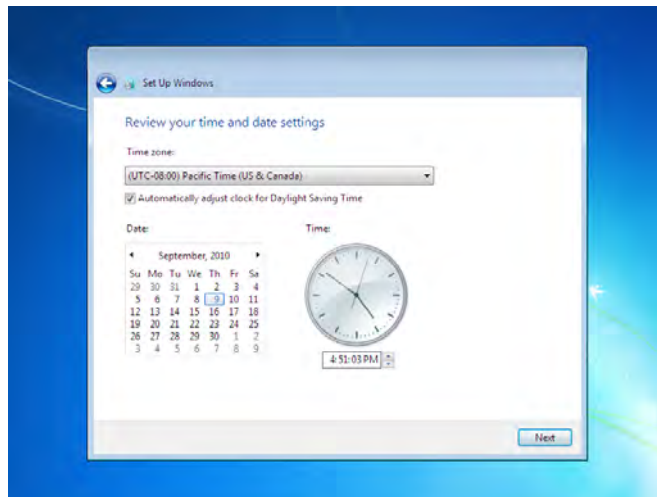 Set Up Windows
Review your time and date settings
Time zone:
(UTC-08:00) Pacific Time (US & Canada)
Automatically adjust clock for Daylight Saving Time
Date:
Time:
September, 2010
Su Mo Tu We Th Fr Sa
29 30 31 1 2 3 4
5 6 7 8 9 10 11
12 13 14 15 16 17 18
19 20 21 22 23 24 25
26 27 28 29 30 1 2
3 4 5 6 7 8 9
4:51:03 PM
Next